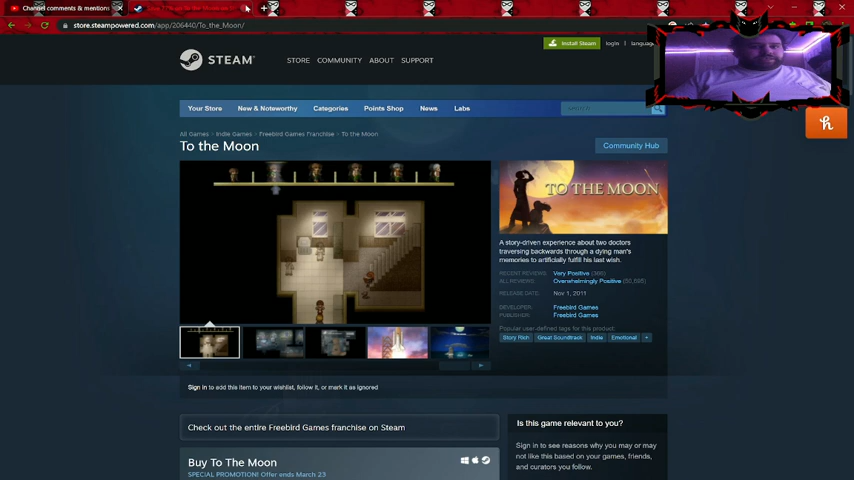 Channel comments & mentions
store.steampowered.com/app/206440/To_the_Moon/
STEAM
STORE
COMMUNITY
ABOUT
SUPPORT
Install Steam
login
language
Your Store
New & Noteworthy
Categories
Points Shop
News
Labs
All Games > Indie Games > Freebird Games Franchise > To the Moon
To the Moon
Community Hub
TO THE MOON
A story-driven experience about two doctors
traversing backwards through a dying man's
memories to artificially fulfill his last wish.
RECENT REVIEWS:
Very Positive
ALL REVIEWS:
Overwhelmingly Positive
RELEASE DATE:
Nov 1, 2011
DEVELOPER:
Freebird Games
PUBLISHER:
Freebird Games
Popular user-defined tags for this product:
Story Rich
Great Soundtrack
Indie
Emotional
+
Sign in to add this item to your wishlist, follow it, or mark it as ignored
Check out the entire Freebird Games franchise on Steam
Is this game relevant to you?
Sign in to see reasons why you may or may
not like this based on your games, friends,
and curators you follow.
Buy To The Moon
SPECIAL PROMOTION! Offer ends March 23